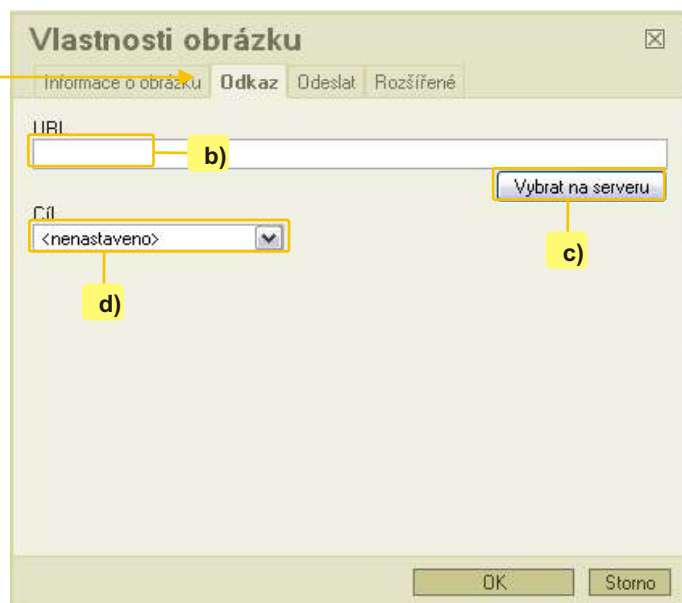 Vlastnosti obrázku
Informace o obrázku Odkaz Odeslat Rozšířené
URL
b)
Vybrat na serveru
Cíl
<nenastaveno>
c)
d)
OK Storno